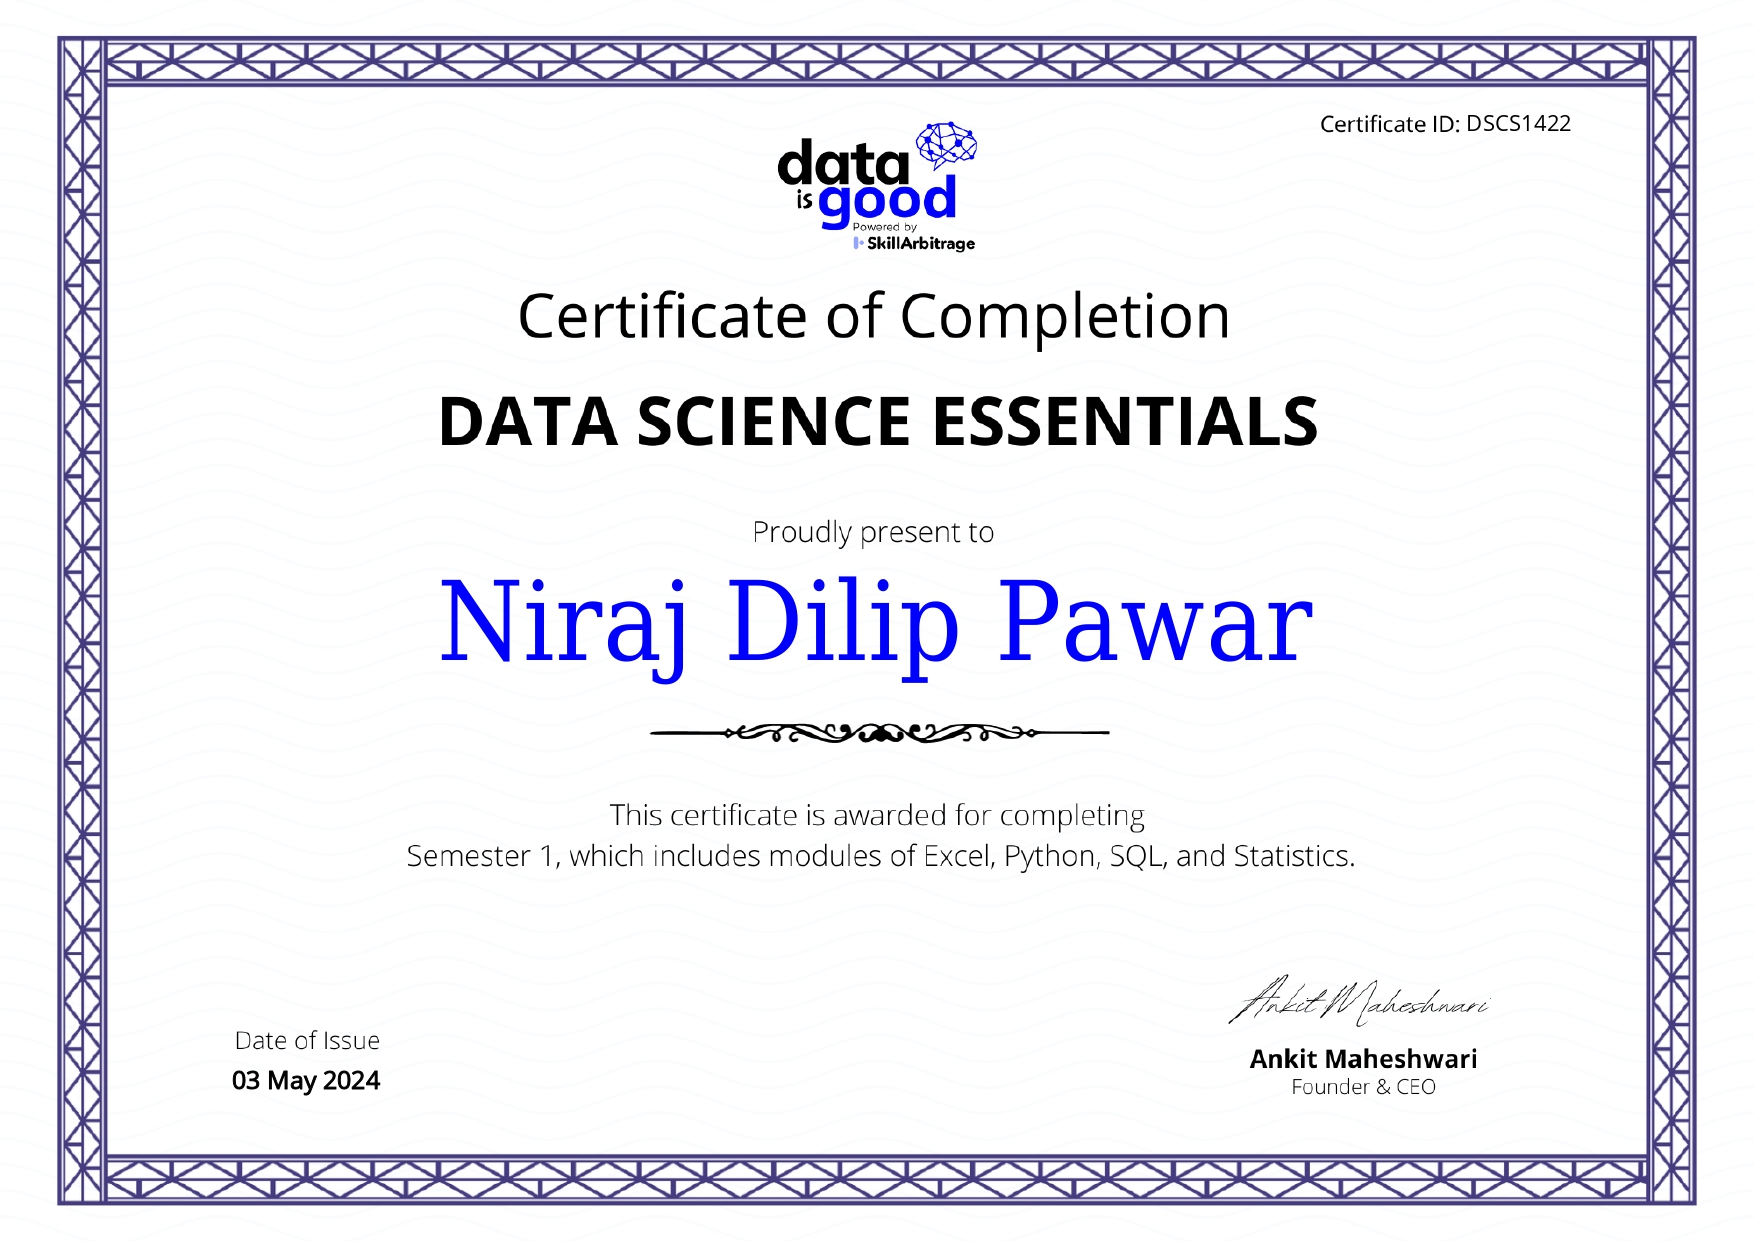 Certificate ID: DSCS1422
data
is good
Powered by
SkillArbitrage
Certificate of Completion
DATA SCIENCE ESSENTIALS
Proudly present to
Niraj Dilip Pawar
This certificate is awarded for completing
Semester 1, which includes modules of Excel, Python, SQL, and Statistics.
Ankit Maheshwari
Date of Issue
03 May 2024
Ankit Maheshwari
Founder & CEO